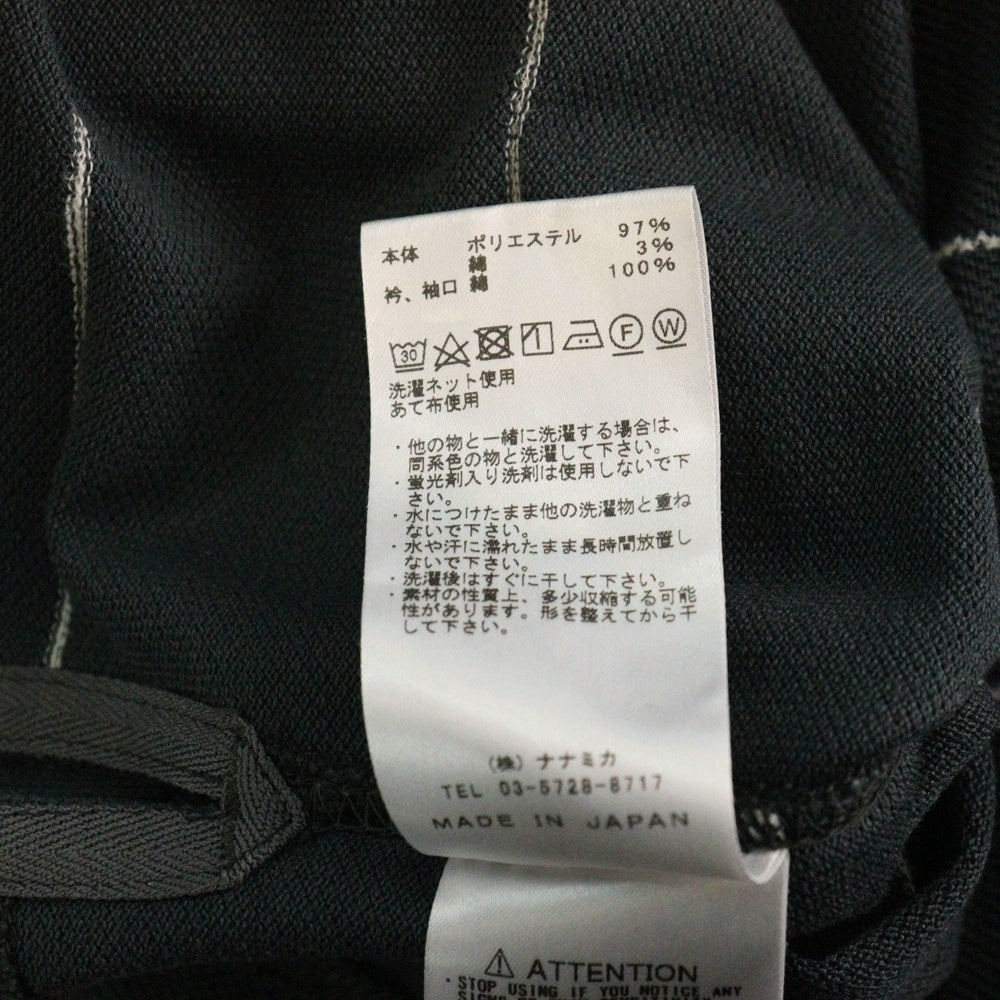 本体 ポリエステル 97%
綿 3%
衿、袖口 綿 100%
30 F W
洗濯ネット使用
あて布使用
・他の物と一緒に洗濯する場合は、
同系色の物と洗濯して下さい。
・蛍光剤入り洗剤は使用しないで下
さい。
・水につけたまま他の洗濯物と重ね
ないで下さい。
・水や汗に濡れたまま長時間放置し
ないで下さい。
・洗濯後はすぐに干して下さい。
・素材の性質上、多少収縮する可能
性があります。形を整えてから干
して下さい。
(株)ナナミカ
TEL 03-5728-8717
MADE IN JAPAN
ATTENTION
・STOP USING IF YOU NOTICE ANY